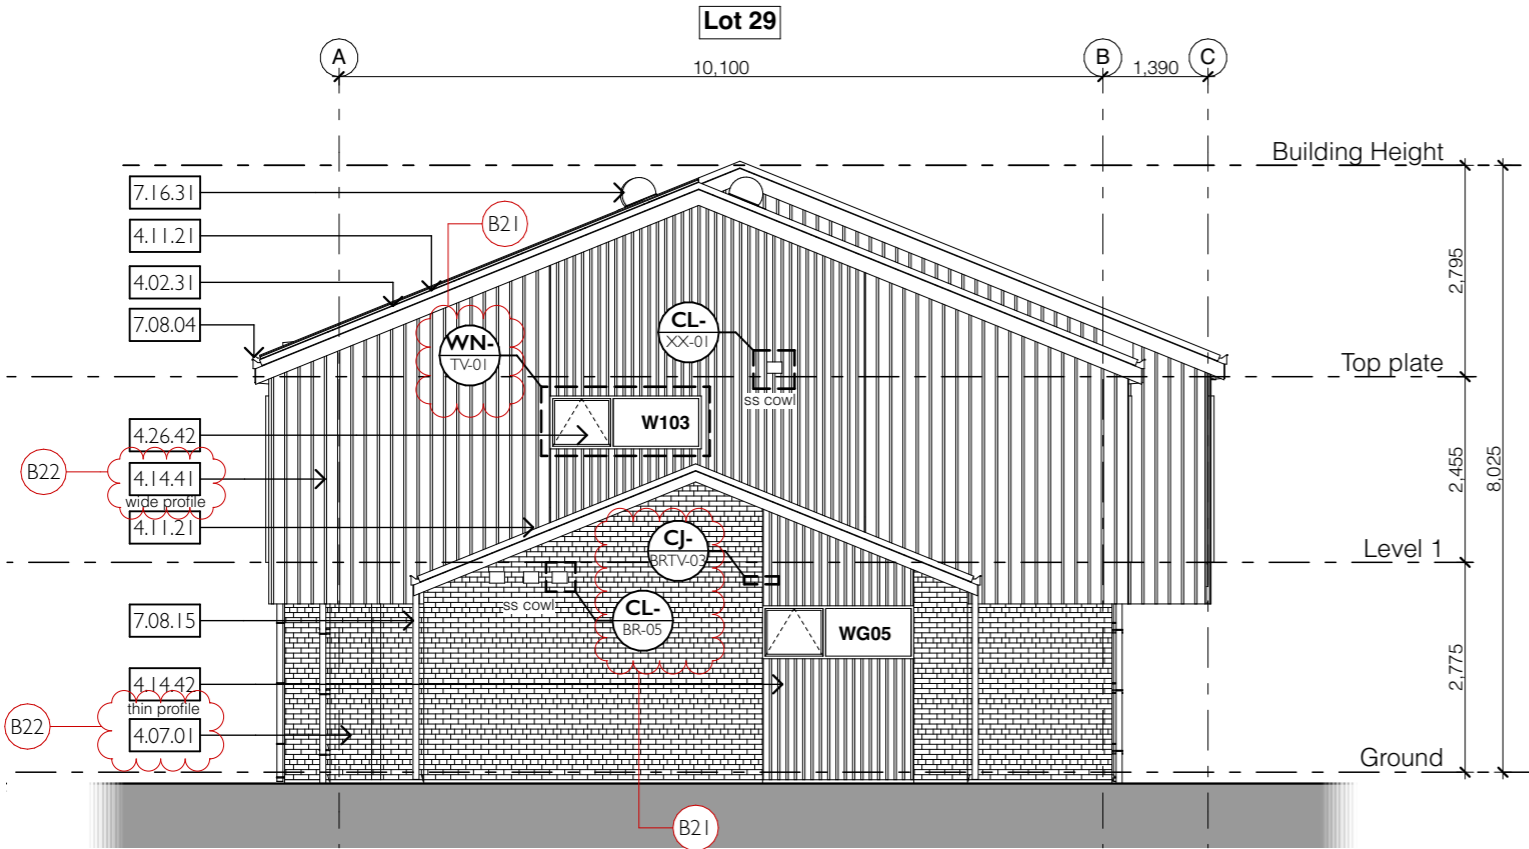 Lot 29
A
B
C
10,100
1,390
Building Height
7.16.31
4.11.21
B21
4.02.31
7.08.04
2,795
WN-
TV-01
CL-
XX-01
ss cowl
Top plate
W103
4.26.42
B22
4.14.41
wide profile
4.11.21
2,455
8,025
CJ-
BRTV-03
Level 1
ss cowl
CL-
BR-05
7.08.15
WG05
2,775
4.14.42
thin profile
B22
4.07.01
Ground
B21